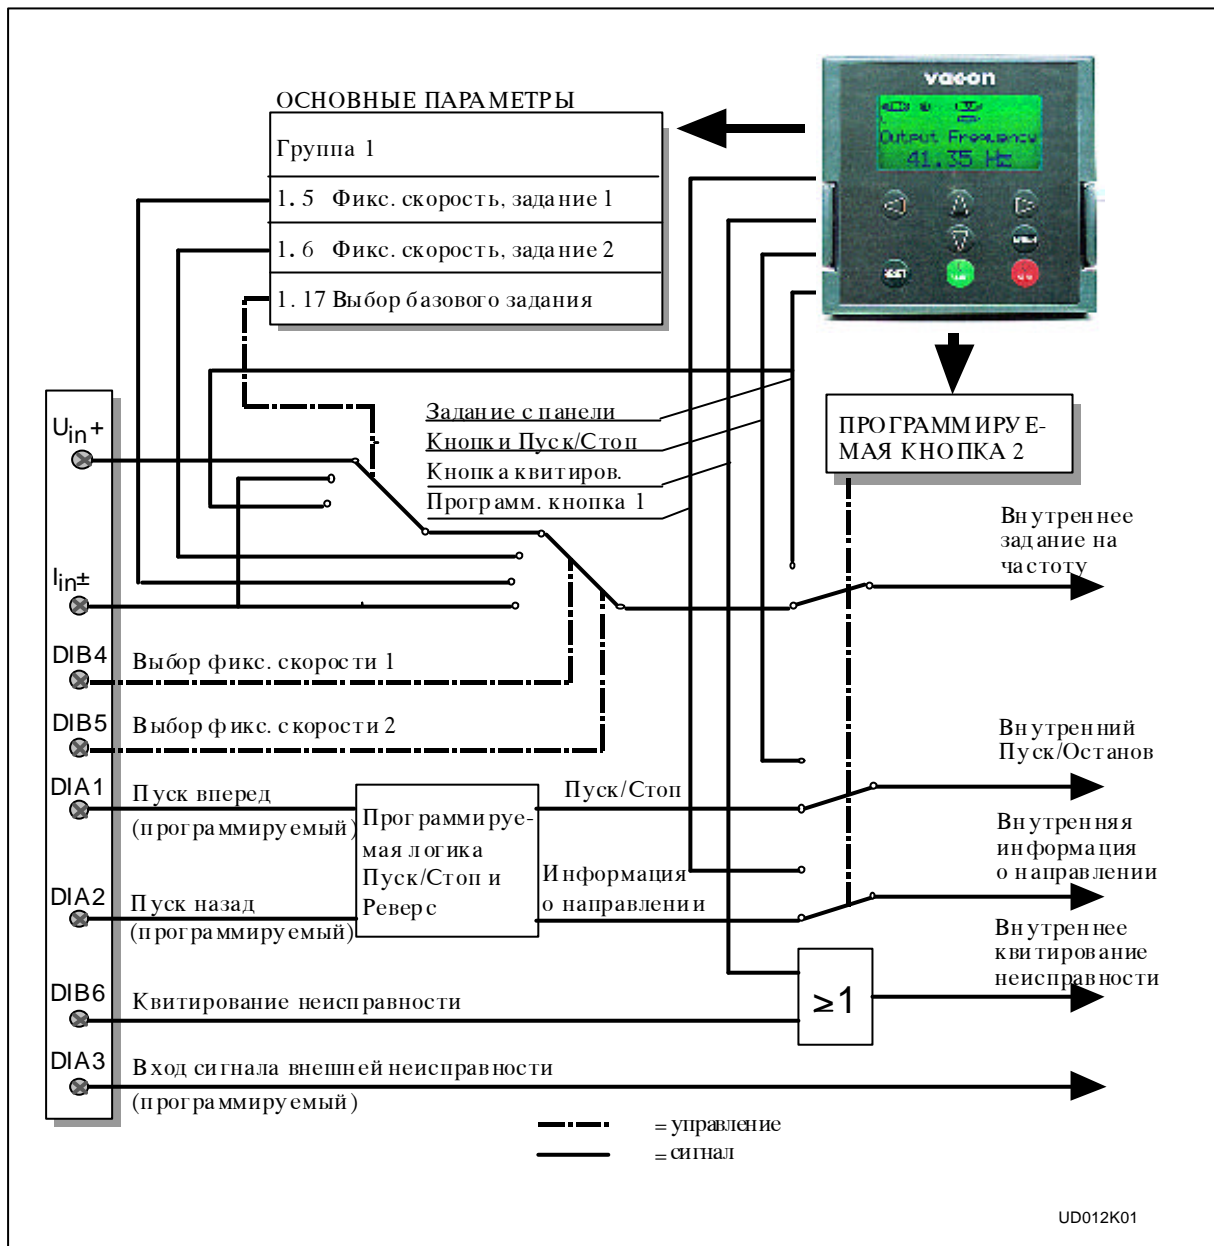 vacon
Output Frequency
41.35 Hz
ОСНОВНЫЕ ПАРАМЕТРЫ
Группа 1
1.5 Фикс. скорость, задание 1
1.6 Фикс. скорость, задание 2
1.17 Выбор базового задания
Задание с панели
Кнопки Пуск/Стоп
Кнопка квитиров.
Программ. кнопка 1
ПРОГРАММИРУЕ-
МАЯ КНОПКА 2
Uin+
Iin±
DIB4
Выбор фикс. скорости 1
DIB5
Выбор фикс. скорости 2
DIA1
Пуск вперед
(программируемый)
DIA2
Пуск назад
(программируемый)
Программируе-
мая логика
Пуск/Стоп и
Реверс
Пуск/Стоп
Информация
о направлении
DIB6
Квитирование неисправности
DIA3
Вход сигнала внешней неисправности
(программируемый)
≥1
Внутреннее
задание на
частоту
Внутренний
Пуск/Останов
Внутренняя
информация
о направлении
Внутреннее
квитирование
неисправности
= управление
= сигнал
UD012K01